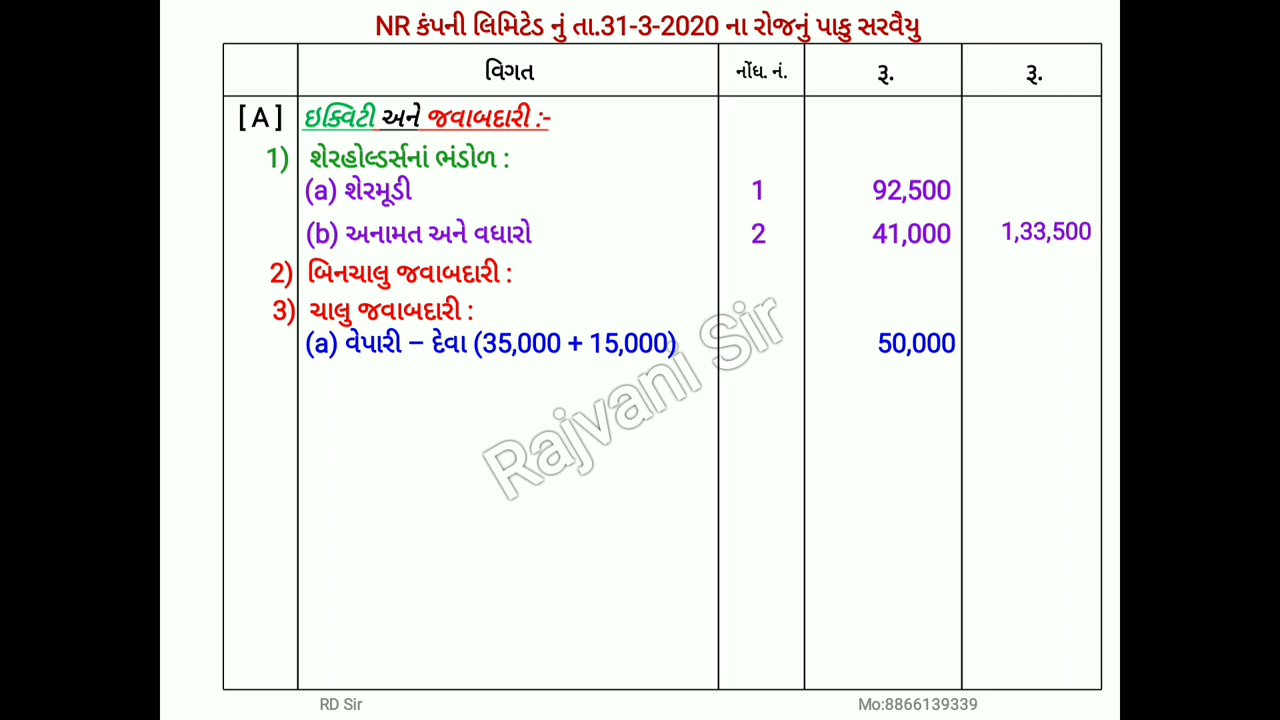 NR કંપની લિમિટેડ નું તા.31-3-2020 ના રોજનું પાકુ સરવૈયુ
વિગત નોંધ. નં. રૂ. રૂ.
[ A ] ઇક્વિટી અને જવાબદારી :-
1) શેરહોલ્ડર્સનાં ભંડોળ :
(a) શેરમૂડી 1 92,500
(b) અનામત અને વધારો 2 41,000 1,33,500
2) બિનચાલુ જવાબદારી :
3) ચાલુ જવાબદારી :
(a) વેપારી – દેવા (35,000 + 15,000) 50,000
Rajvani Sir
RD Sir Mo:8866139339